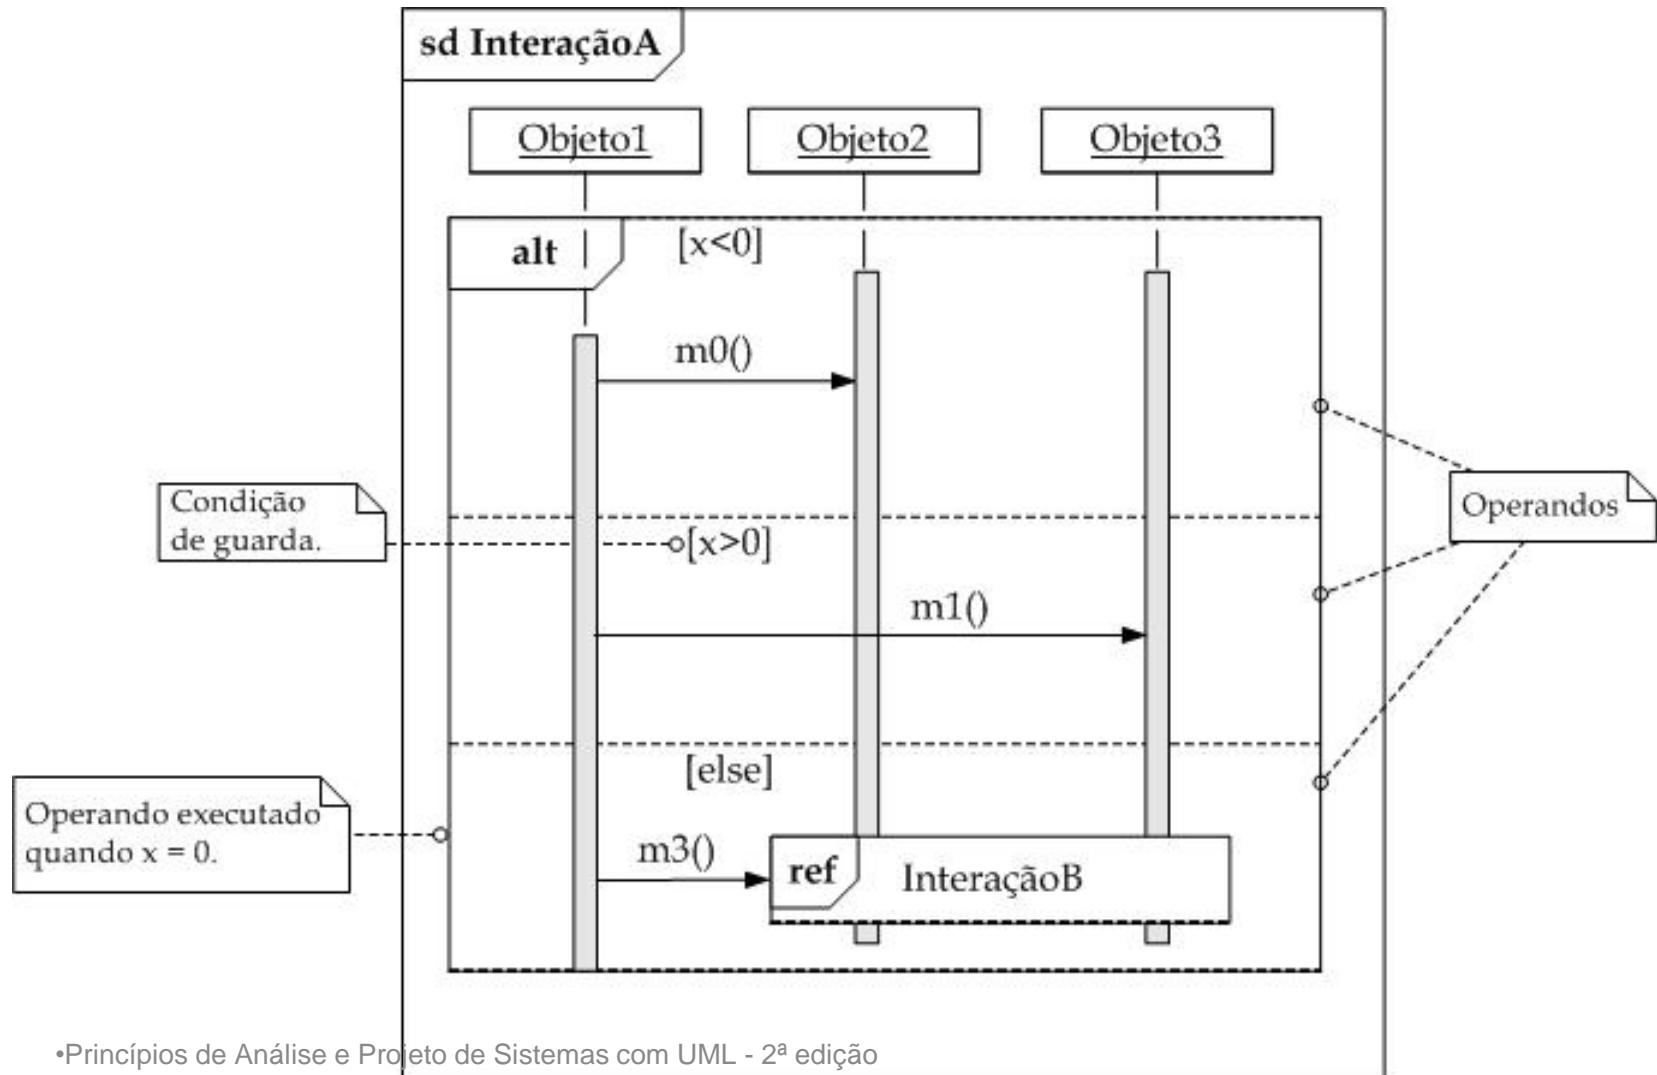 sd InteraçãoA
Objeto1
Objeto2
Objeto3
alt
[x<0]
m0()
Condição
de guarda.
[x>0]
Operandos
m1()
[else]
Operando executado
quando x = 0.
m3()
ref
InteraçãoB
•Princípios de Análise e Projeto de Sistemas com UML - 2ª edição